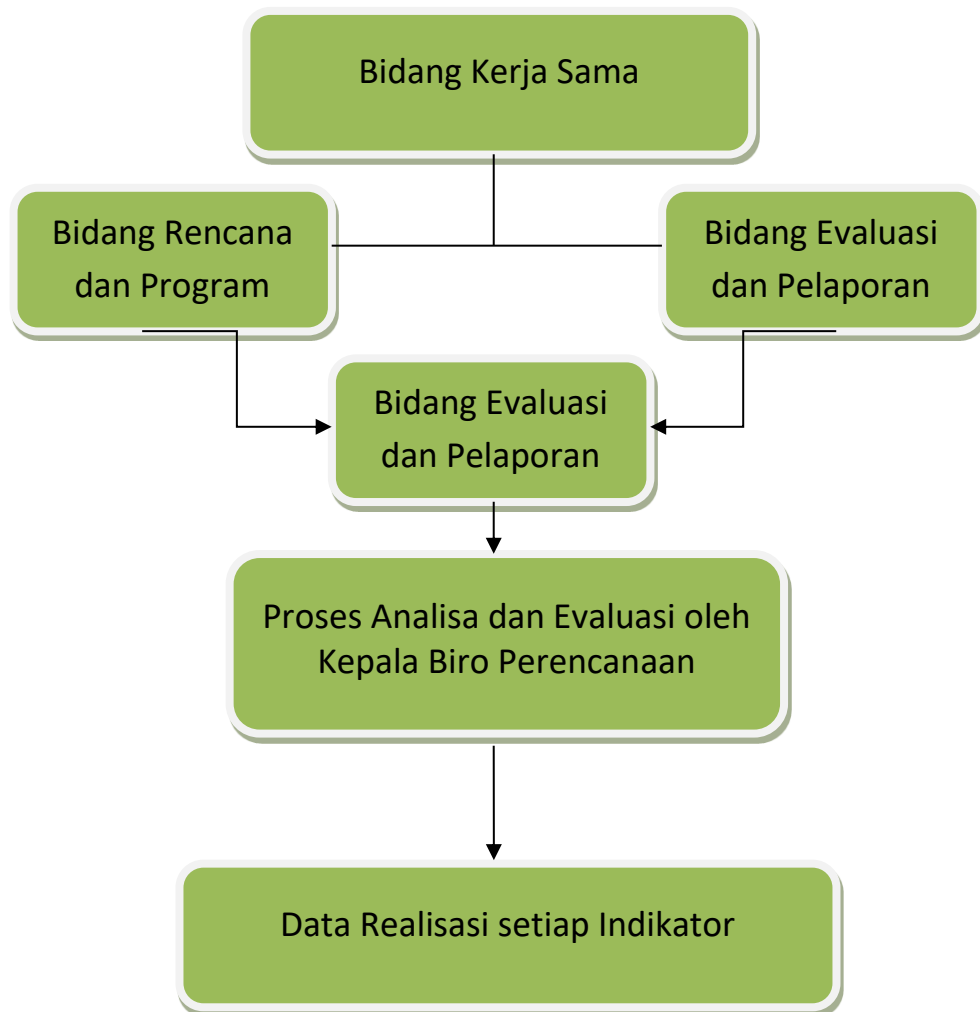 Bidang Kerja Sama
Bidang Rencana
dan Program
Bidang Evaluasi
dan Pelaporan
Bidang Evaluasi
dan Pelaporan
Proses Analisa dan Evaluasi oleh
Kepala Biro Perencanaan
Data Realisasi setiap Indikator